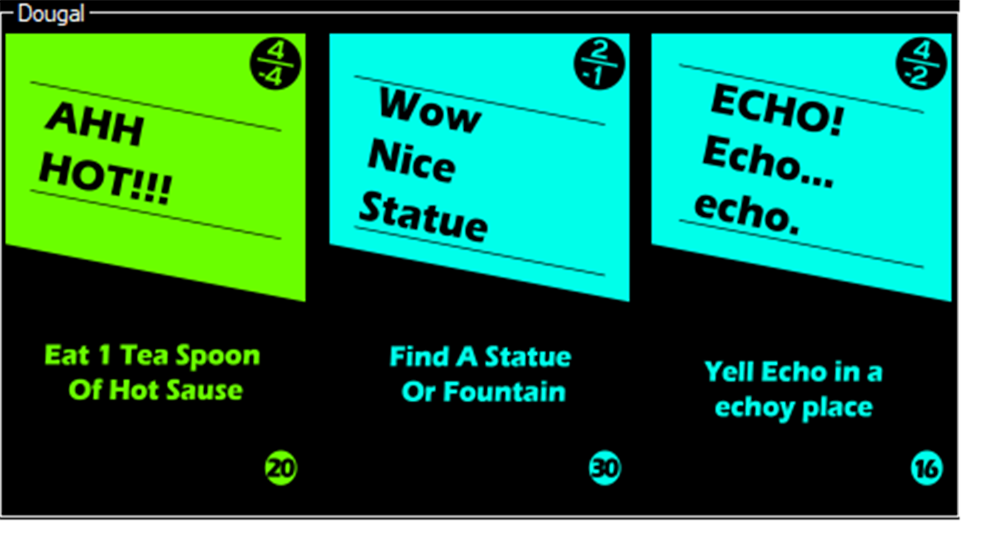 Dougal
4
-4
AHH
HOT!!!
Eat 1 Tea Spoon
Of Hot Sause
20
2
-1
Wow
Nice
Statue
Find A Statue
Or Fountain
30
4
-2
ECHO!
Echo...
echo.
Yell Echo in a
echoy place
16